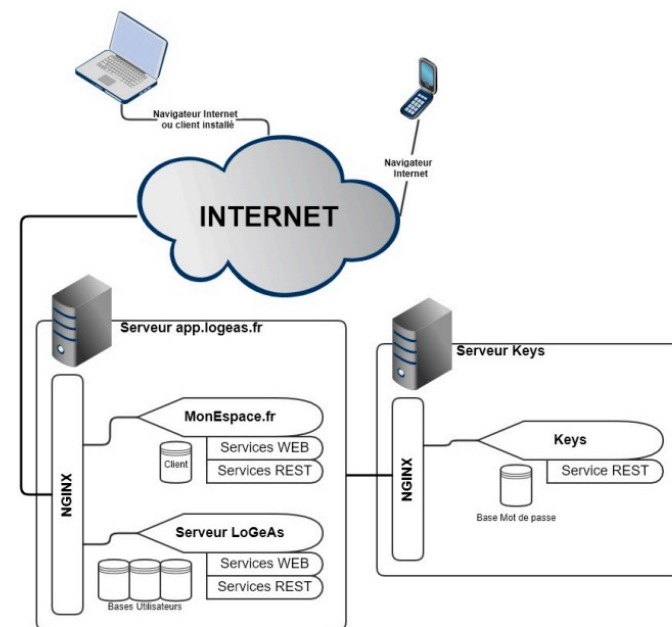 Navigateur Internet
ou client installé
Navigateur
Internet
INTERNET
Serveur app.logeas.fr
Serveur Keys
NGINX
MonEspace.fr
Client
Services WEB
Services REST
Serveur LoGeAs
Services WEB
Services REST
Bases Utilisateurs
NGINX
Keys
Service REST
Base Mot de passe